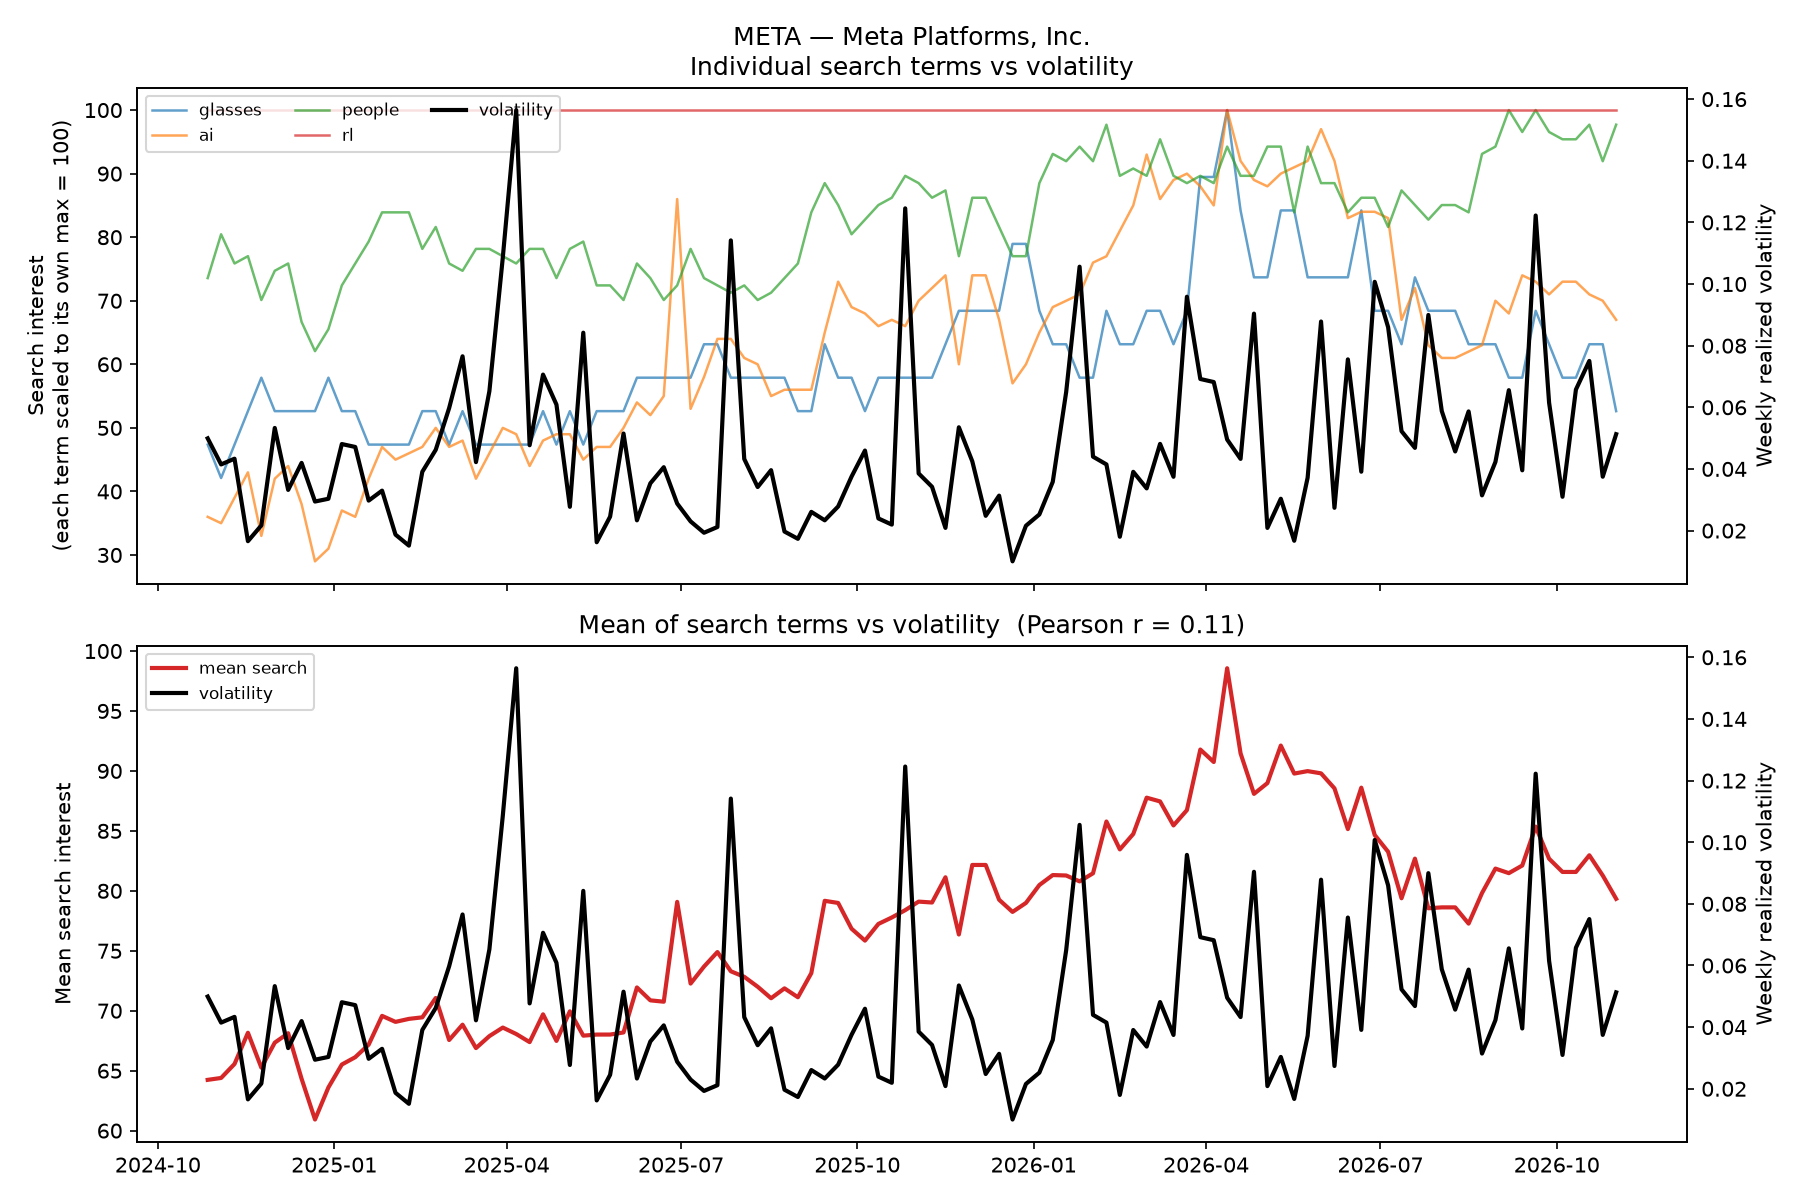 META — Meta Platforms, Inc.
Individual search terms vs volatility
glasses
ai
people
rl
volatility
100
90
80
70
60
50
40
30
Search interest
(each term scaled to its own max = 100)
0.16
0.14
0.12
0.10
0.08
0.06
0.04
0.02
Weekly realized volatility
Mean of search terms vs volatility (Pearson r = 0.11)
mean search
volatility
100
95
90
85
80
75
70
65
60
Mean search interest
0.16
0.14
0.12
0.10
0.08
0.06
0.04
0.02
Weekly realized volatility
2024-10
2025-01
2025-04
2025-07
2025-10
2026-01
2026-04
2026-07
2026-10